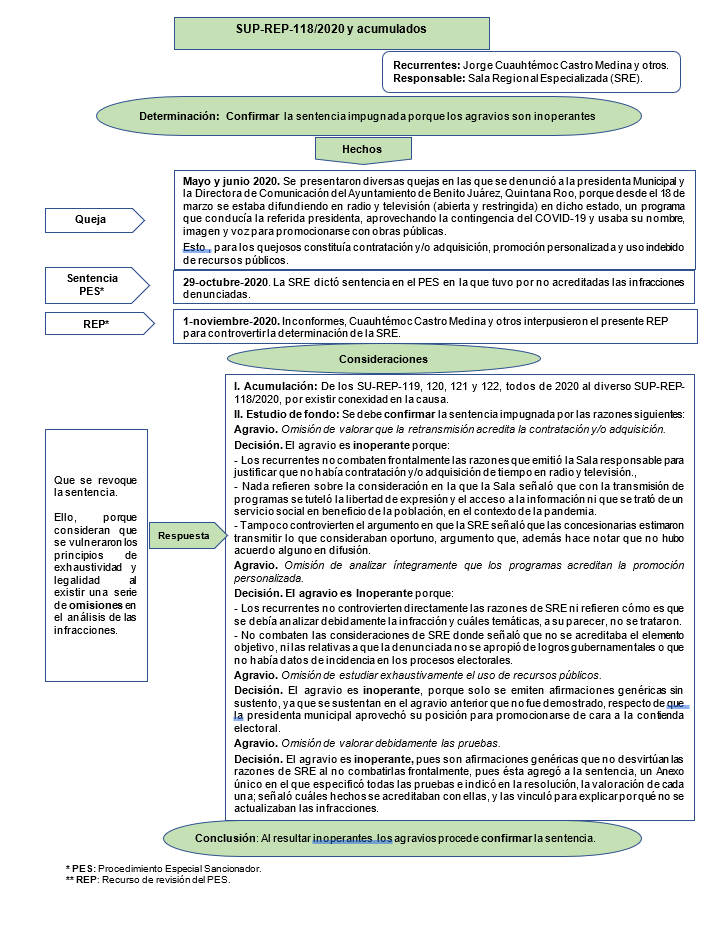 SUP-REP-118/2020 y acumulados
Recurrentes: Jorge Cuauhtémoc Castro Medina y otros.
Responsable: Sala Regional Especializada (SRE).
Determinación: Confirmar la sentencia impugnada porque los agravios son inoperantes
Hechos
Queja
Mayo y junio 2020. Se presentaron diversas quejas en las que se denunció a la presidenta Municipal y
la Directora de Comunicación del Ayuntamiento de Benito Juárez, Quintana Roo, porque desde el 18 de
marzo se estaba difundiendo en radio y televisión (abierta y restringida) en dicho estado, un programa
que conducía la referida presidenta, aprovechando la contingencia del COVID-19 y usaba su nombre,
imagen y voz para promocionarse con obras públicas.
Esto , para los quejosos constituía contratación y/o adquisición, promoción personalizada y uso indebido
de recursos públicos.
Sentencia
PES*
29-octubre-2020. La SRE dictó sentencia en el PES en la que tuvo por no acreditadas las infracciones
denunciadas.
REP*
1-noviembre-2020. Inconformes, Cuauhtémoc Castro Medina y otros interpusieron el presente REP
para controvertir la determinación de la SRE.
Consideraciones
Que se revoque
la sentencia.
Ello, porque
consideran que
se vulneraron los
principios de
exhaustividad y
legalidad al
existir una serie
de omisiones en
el análisis de las
infracciones.
Respuesta
I. Acumulación: De los SU-REP-119, 120, 121 y 122, todos de 2020 al diverso SUP-REP-
118/2020, por existir conexidad en la causa.
II. Estudio de fondo: Se debe confirmar la sentencia impugnada por las razones siguientes:
Agravio. Omisión de valorar que la retransmisión acredita la contratación y/o adquisición.
Decisión. El agravio es inoperante porque:
- Los recurrentes no combaten frontalmente las razones que emitió la Sala responsable para
justificar que no había contratación y/o adquisición de tiempo en radio y televisión.,
- Nada refieren sobre la consideración en la que la Sala señaló que con la transmisión de
programas se tuteló la libertad de expresión y el acceso a la información ni que se trató de un
servicio social en beneficio de la población, en el contexto de la pandemia.
- Tampoco controvierten el argumento en que la SRE señaló que las concesionarias estimaron
transmitir lo que consideraban oportuno, argumento que, además hace notar que no hubo
acuerdo alguno en difusión.
Agravio. Omisión de analizar íntegramente que los programas acreditan la promoción
personalizada.
Decisión. El agravio es Inoperante porque:
- Los recurrentes no controvierten directamente las razones de SRE ni refieren cómo es que
se debía analizar debidamente la infracción y cuáles temáticas, a su parecer, no se trataron.
- No combaten las consideraciones de SRE donde señaló que no se acreditaba el elemento
objetivo, ni las relativas a que la denunciada no se apropió de logros gubernamentales o que
no había datos de incidencia en los procesos electorales.
Agravio. Omisión de estudiar exhaustivamente el uso de recursos públicos.
Decisión. El agravio es inoperante, porque solo se emiten afirmaciones genéricas sin
sustento, ya que se sustentan en el agravio anterior que no fue demostrado, respecto de que
la presidenta municipal aprovechó su posición para promocionarse de cara a la contienda
electoral.
Agravio. Omisión de valorar debidamente las pruebas.
Decisión. El agravio es inoperante, pues son afirmaciones genéricas que no desvirtúan las
razones de SRE al no combatirlas frontalmente, pues ésta agregó a la sentencia, un Anexo
único en el que especificó todas las pruebas e indicó en la resolución, la valoración de cada
una; señaló cuáles hechos se acreditaban con ellas, y las vinculó para explicar por qué no se
actualizaban las infracciones.
Conclusión: Al resultar inoperantes los agravios procede confirmar la sentencia.
* PES: Procedimiento Especial Sancionador.
** REP: Recurso de revisión del PES.